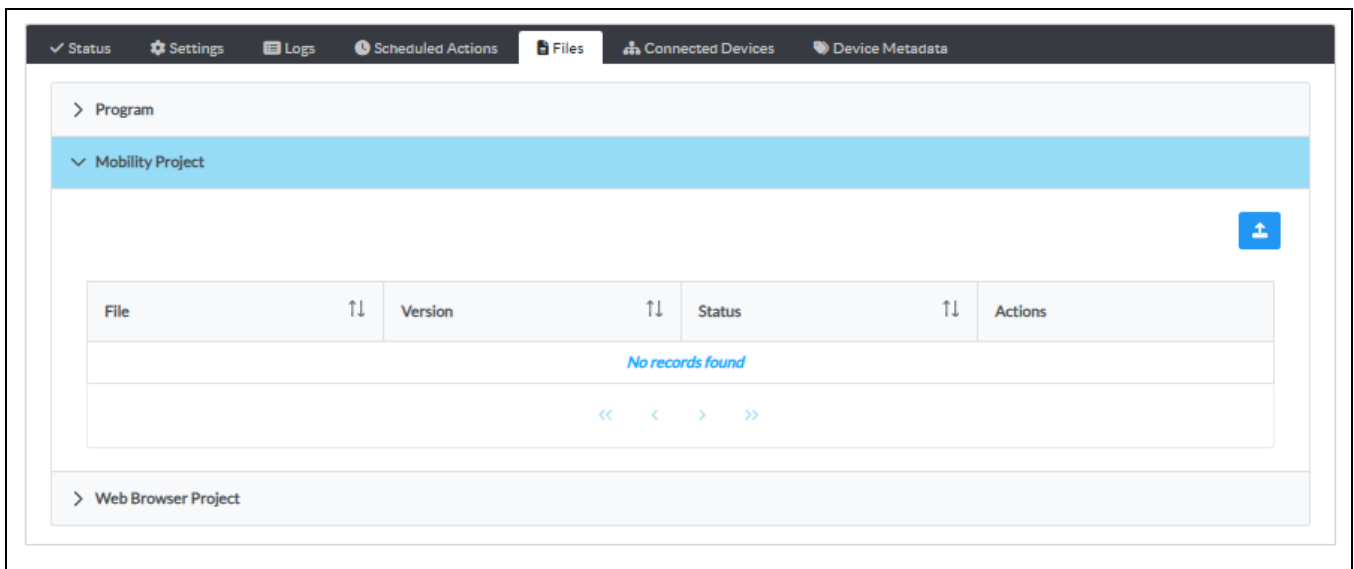 Status Settings Logs Scheduled Actions Files Connected Devices Device Metadata
Program
Mobility Project
File Version Status Actions
No records found
Web Browser Project